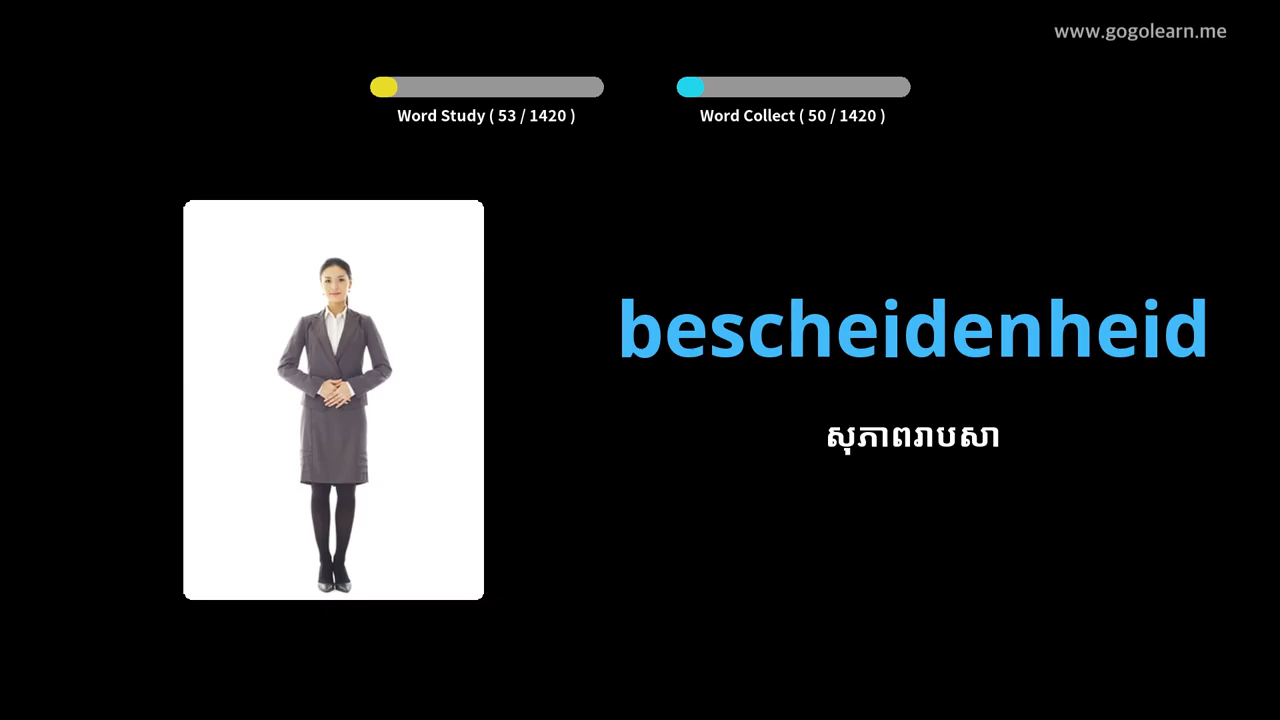 www.gogolearn.me
Word Study ( 53 / 1420 )
Word Collect ( 50 / 1420 )
bescheidenheid
សុភាពរាបសា